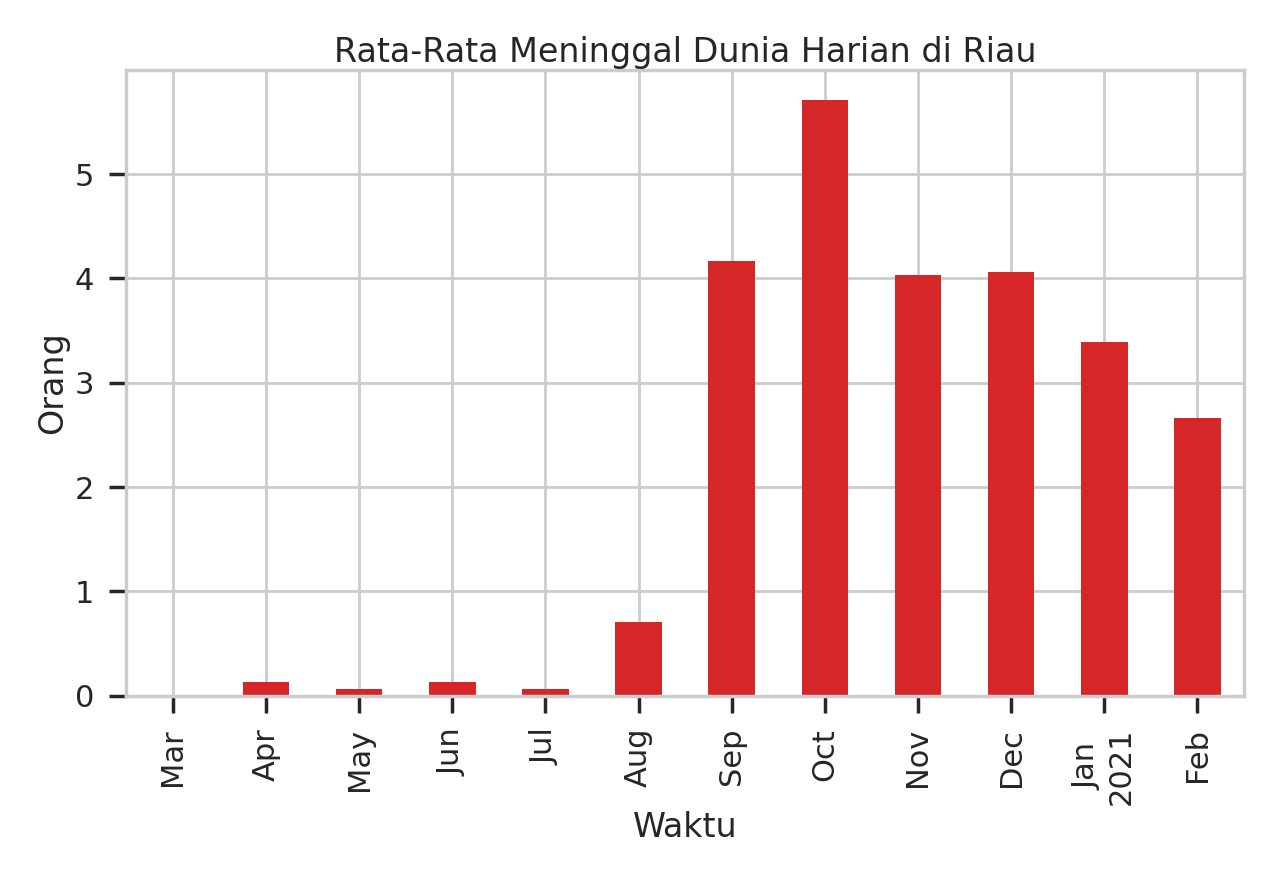 Rata-Rata Meninggal Dunia Harian di Riau
Orang
5
4
3
2
1
0
Mar
Apr
May
Jun
Jul
Aug
Sep
Oct
Nov
Dec
Jan
2021
Feb
Waktu